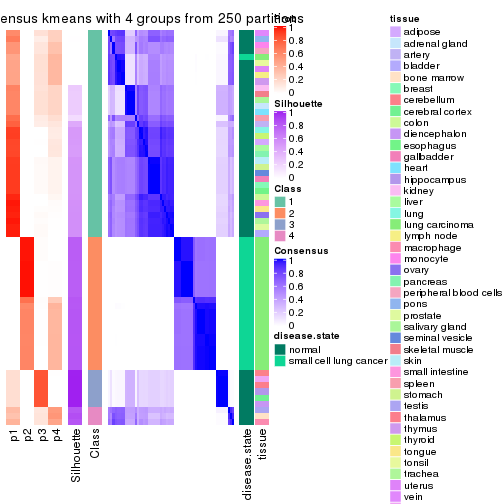 ensus kmeans with 4 groups from 250 partitions
1
0.8
0.6
0.4
0.2
0
Silhouette
1
0.8
0.6
0.4
0.2
0
Class
1
2
3
4
Consensus
1
0.8
0.6
0.4
0.2
0
disease.state
normal
small cell lung cancer
tissue
adipose
adrenal gland
artery
bladder
bone marrow
breast
cerebellum
cerebral cortex
colon
diencephalon
esophagus
gallbadder
heart
hippocampus
kidney
liver
lung
lung carcinoma
lymph node
macrophage
monocyte
ovary
pancreas
peripheral blood cells
pons
prostate
salivary gland
seminal vesicle
skeletal muscle
skin
small intestine
spleen
stomach
testis
thalamus
thymus
thyroid
tongue
tonsil
trachea
uterus
vein
p1
p2
p3
p4
Silhouette
Class
disease.state
tissue